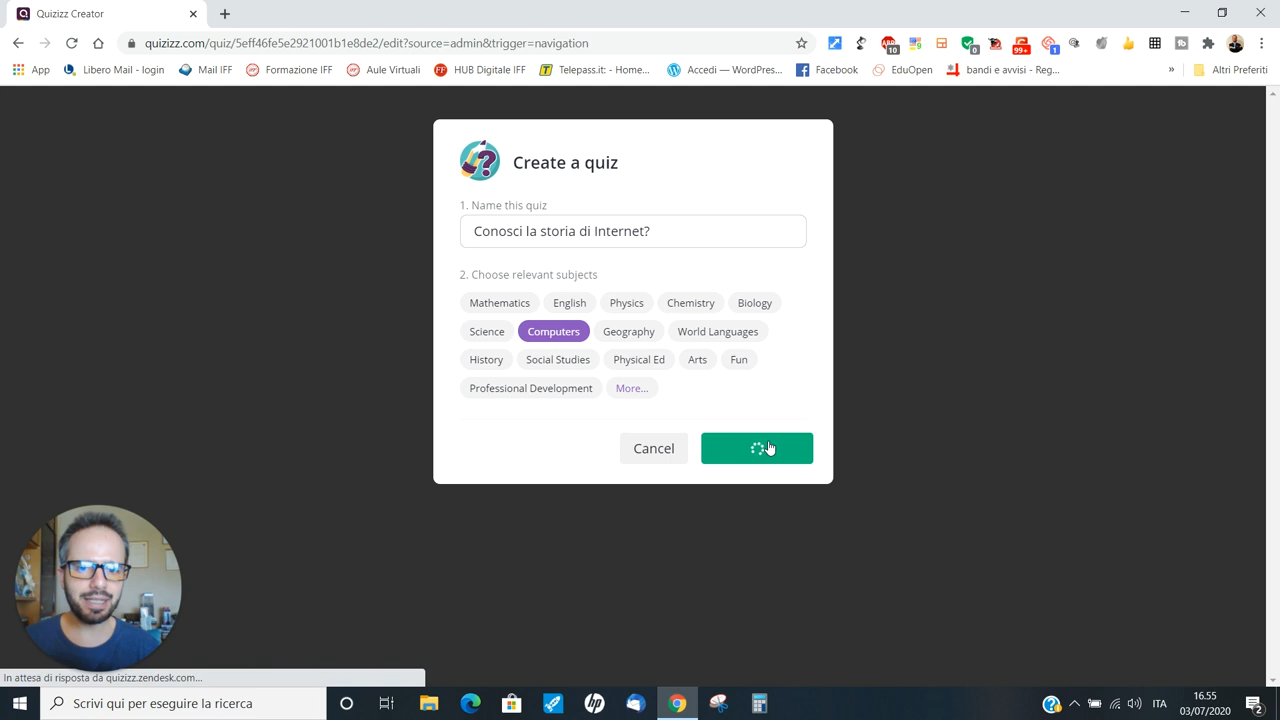 Quizizz Creator
quizizz.com/quiz/5eff46fe5e292101b1aecde2/edit?source=admin&trigger=navigation
App Libero Mail - login Mail IFF Formazione IFF Aule Virtuali HUB Digitale IFF Telepass.it: - Home... Accedi — WordPres... Facebook EduOpen bandi e avvisi - Reg... » Altri Preferiti
Create a quiz
1. Name this quiz
Conosci la storia di Internet?
2. Choose relevant subjects
Mathematics English Physics Chemistry Biology
Science Computers Geography World Languages
History Social Studies Physical Ed Arts Fun
Professional Development More...
Cancel
In attesa di risposta da quizizz.zendesk.com...
Scrivi qui per eseguire la ricerca
ITA
16.55
03/07/2020
2